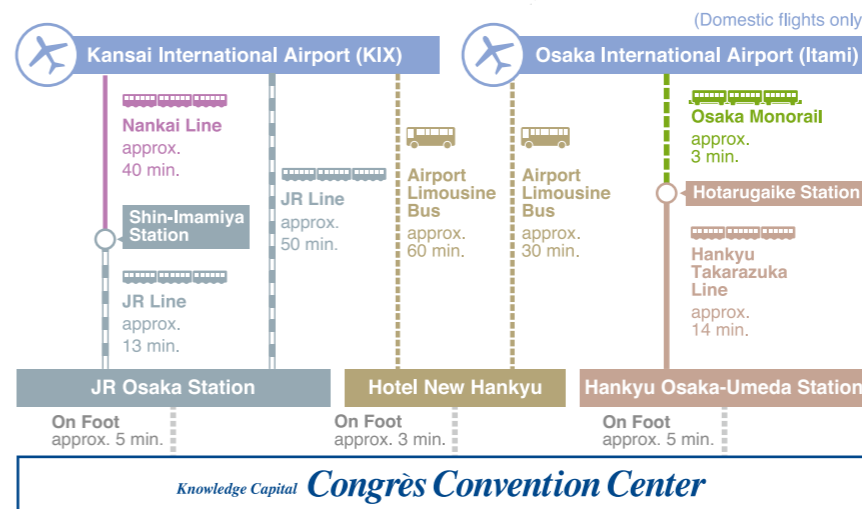 (Domestic flights only
Kansai International Airport (KIX)
Osaka International Airport (Itami)
Nankai Line
approx.
40 min.
Shin-Imamiya
Station
JR Line
approx.
13 min.
JR Line
approx.
50 min.
Airport
Limousine
Bus
approx.
60 min.
Airport
Limousine
Bus
approx.
30 min.
Osaka Monorail
approx.
3 min.
Hotarugaike Station
Hankyu
Takarazuka
Line
approx.
14 min.
JR Osaka Station
Hotel New Hankyu
Hankyu Osaka-Umeda Station
On Foot
approx. 5 min.
On Foot
approx. 3 min.
On Foot
approx. 5 min.
Knowledge Capital Congrès Convention Center